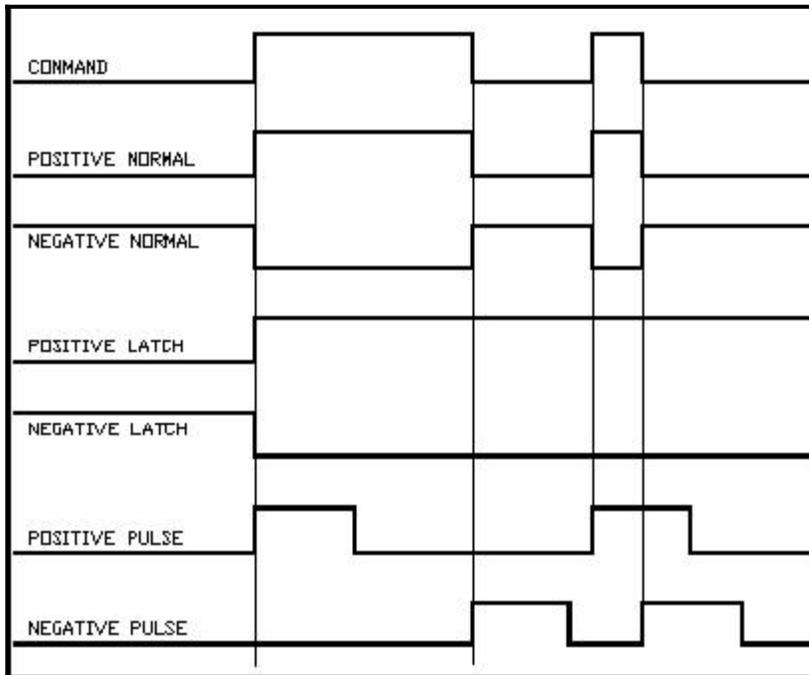 CONMAND
POSITIVE NORMAL
NEGATIVE NORMAL
POSITIVE LATCH
NEGATIVE LATCH
POSITIVE PULSE
NEGATIVE PULSE